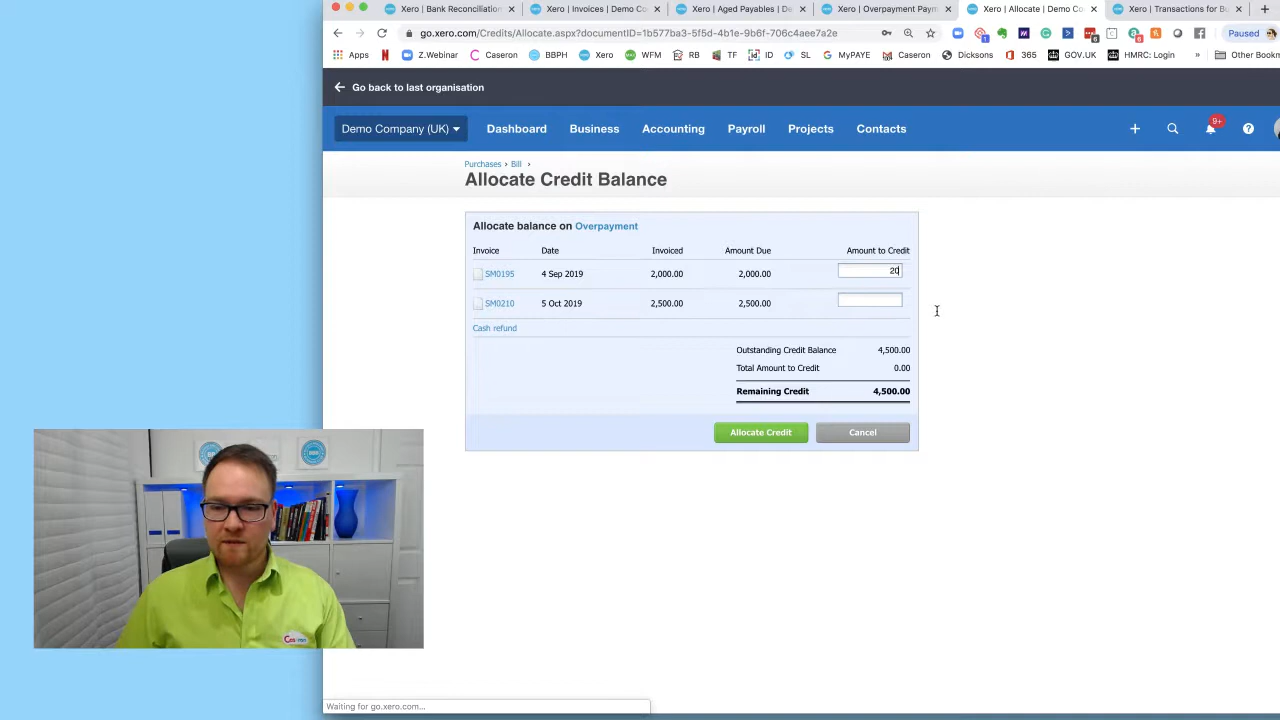 Xero | Bank Reconciliation
Xero | Invoices | Demo Co
Xero | Aged Payables | De
Xero | Overpayment Paym
Xero | Allocate | Demo Co
Xero | Transactions for Bu
go.xero.com/Credits/Allocate.aspx?documentID=1b577ba3-5f5d-4b1e-9b6f-706c4aee7a2e
Paused
Apps Z.Webinar Caseron BBPH Xero WFM RB TF ID SL MyPAYE Caseron Dicksons 365 GOV.UK HMRC: Login » Other Bookm
Go back to last organisation
Demo Company (UK) Dashboard Business Accounting Payroll Projects Contacts
9+
Purchases › Bill ›
Allocate Credit Balance
Allocate balance on Overpayment
Invoice Date Invoiced Amount Due Amount to Credit
SM0195 4 Sep 2019 2,000.00 2,000.00 20
SM0210 5 Oct 2019 2,500.00 2,500.00
Cash refund
Outstanding Credit Balance 4,500.00
Total Amount to Credit 0.00
Remaining Credit 4,500.00
Allocate Credit Cancel
Waiting for go.xero.com...